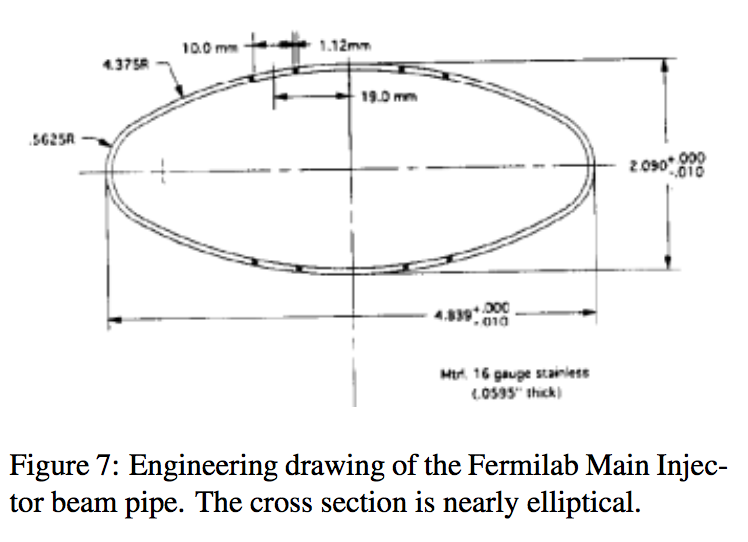 10.0 mm
1.12mm
4.375R
19.0 mm
.5625R
2.090 +.000 -.010
4.839 +.000 -.010
Mtrl. 16 gauge stainless
(.0595" thick)
Figure 7: Engineering drawing of the Fermilab Main Injec-
tor beam pipe. The cross section is nearly elliptical.